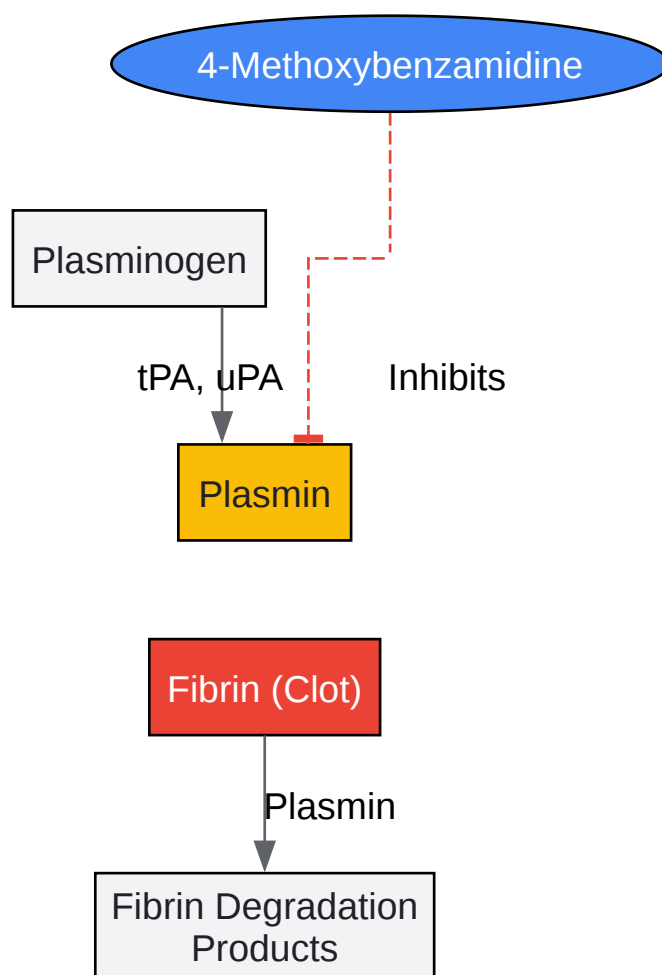 4-Methoxybenzamidine
Plasminogen
tPA, uPA
Inhibits
Plasmin
Fibrin (Clot)
Plasmin
Fibrin Degradation
Products